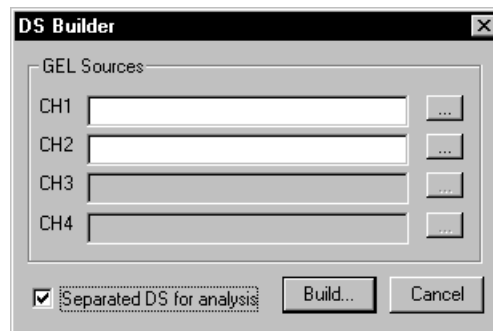 DS Builder
GEL Sources
CH1 ...
CH2 ...
CH3 ...
CH4 ...
Separated DS for analysis Build... Cancel